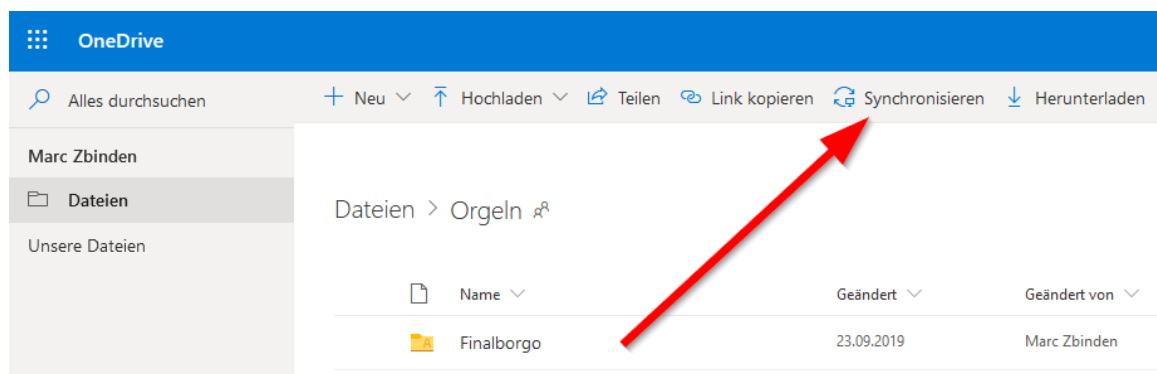 OneDrive
Alles durchsuchen
Neu Hochladen Teilen Link kopieren Synchronisieren Herunterladen
Marc Zbinden
Dateien
Unsere Dateien
Dateien > Orgeln
Name Geändert Geändert von
Finalborgo 23.09.2019 Marc Zbinden